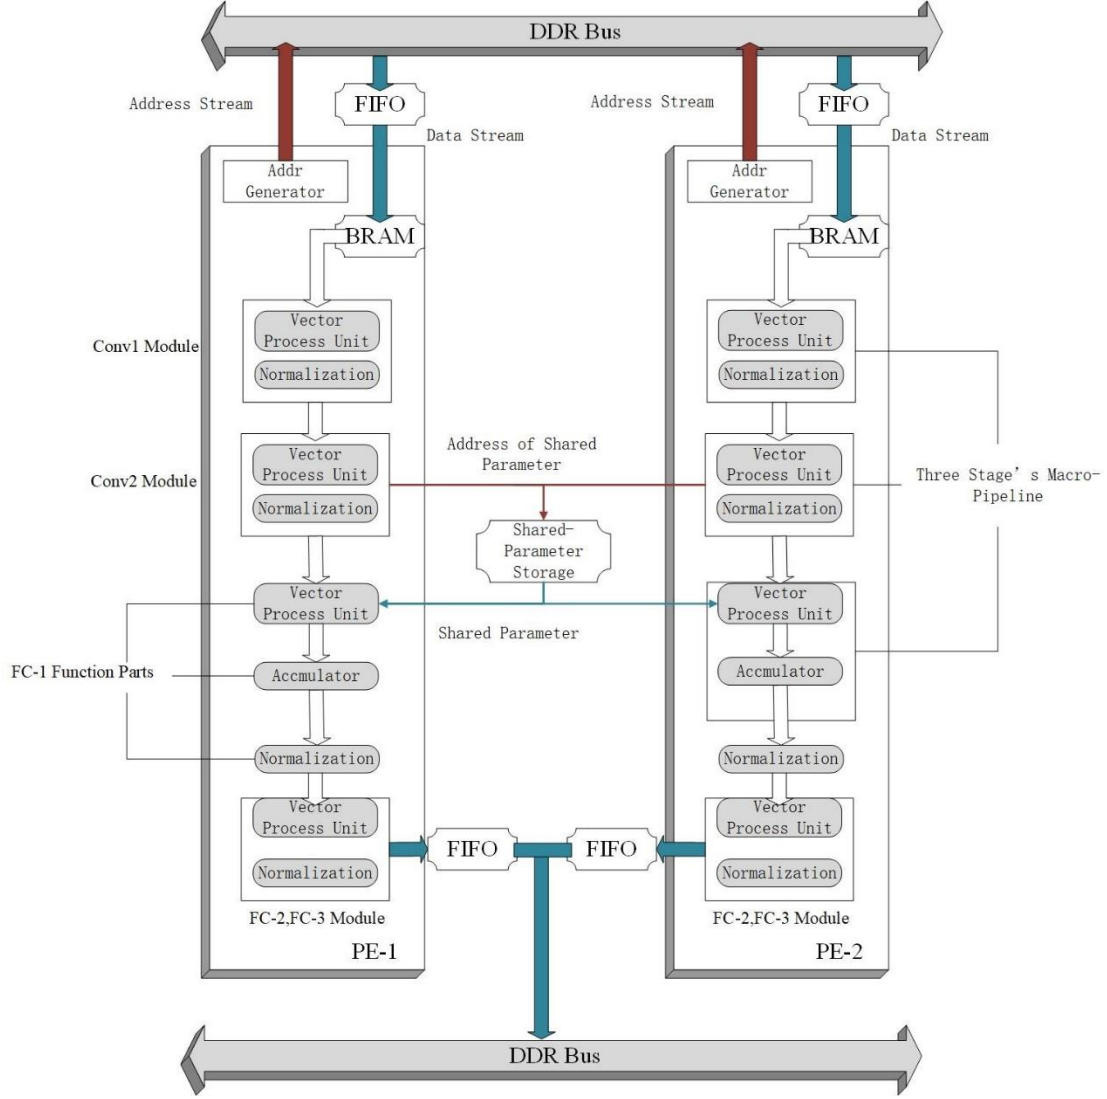 DDR Bus
Address Stream
FIFO
Data Stream
Address Stream
FIFO
Data Stream
Addr
Generator
BRAM
Addr
Generator
BRAM
Conv1 Module
Vector
Process Unit
Normalization
Vector
Process Unit
Normalization
Conv2 Module
Vector
Process Unit
Normalization
Address of Shared
Parameter
Vector
Process Unit
Normalization
Three Stage's Macro-
Pipeline
Shared-
Parameter
Storage
Vector
Process Unit
Shared Parameter
Vector
Process Unit
FC-1 Function Parts
Accmulator
Accmulator
Normalization
Normalization
Vector
Process Unit
Normalization
FIFO
FIFO
Vector
Process Unit
Normalization
FC-2,FC-3 Module
PE-1
FC-2,FC-3 Module
PE-2
DDR Bus